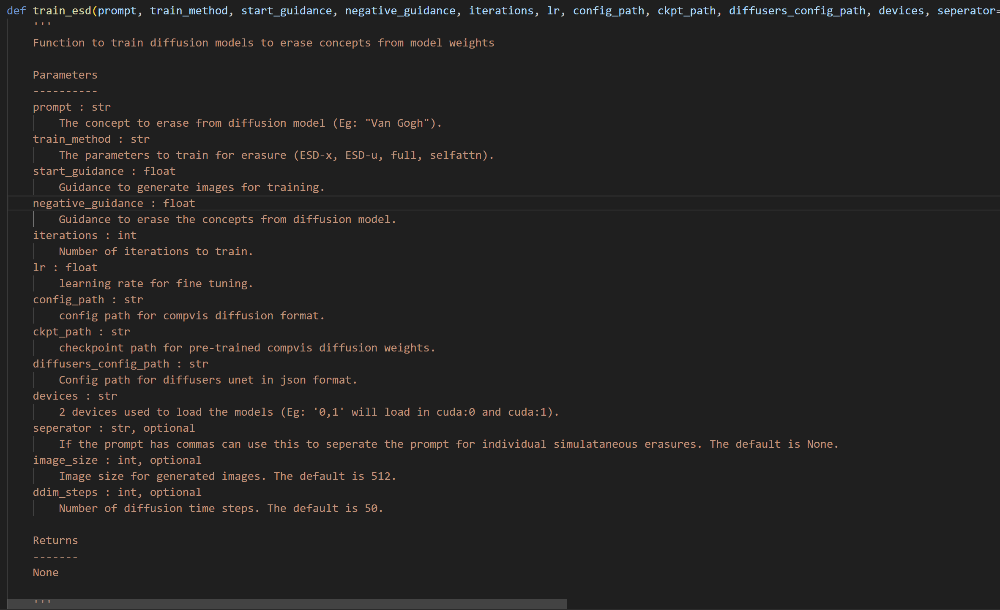 def train_esd(prompt, train_method, start_guidance, negative_guidance, iterations, lr, config_path, ckpt_path, diffusers_config_path, devices, seperator=
'''
Function to train diffusion models to erase concepts from model weights
Parameters
----------
prompt : str
The concept to erase from diffusion model (Eg: "Van Gogh").
train_method : str
The parameters to train for erasure (ESD-x, ESD-u, full, selfattn).
start_guidance : float
Guidance to generate images for training.
negative_guidance : float
Guidance to erase the concepts from diffusion model.
iterations : int
Number of iterations to train.
lr : float
learning rate for fine tuning.
config_path : str
config path for compvis diffusion format.
ckpt_path : str
checkpoint path for pre-trained compvis diffusion weights.
diffusers_config_path : str
Config path for diffusers unet in json format.
devices : str
2 devices used to load the models (Eg: '0,1' will load in cuda:0 and cuda:1).
seperator : str, optional
If the prompt has commas can use this to seperate the prompt for individual simulataneous erasures. The default is None.
image_size : int, optional
Image size for generated images. The default is 512.
ddim_steps : int, optional
Number of diffusion time steps. The default is 50.
Returns
-------
None
'''